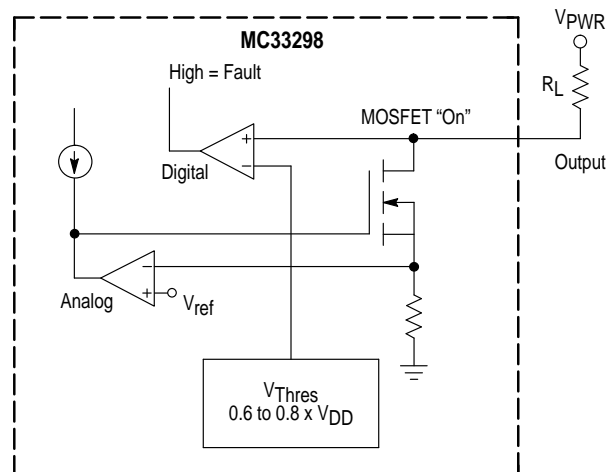 MC33298
VPWR
High = Fault
RL
MOSFET “On”
+
−
Digital
Output
−
+
Analog
Vref
VThres
0.6 to 0.8 x VDD